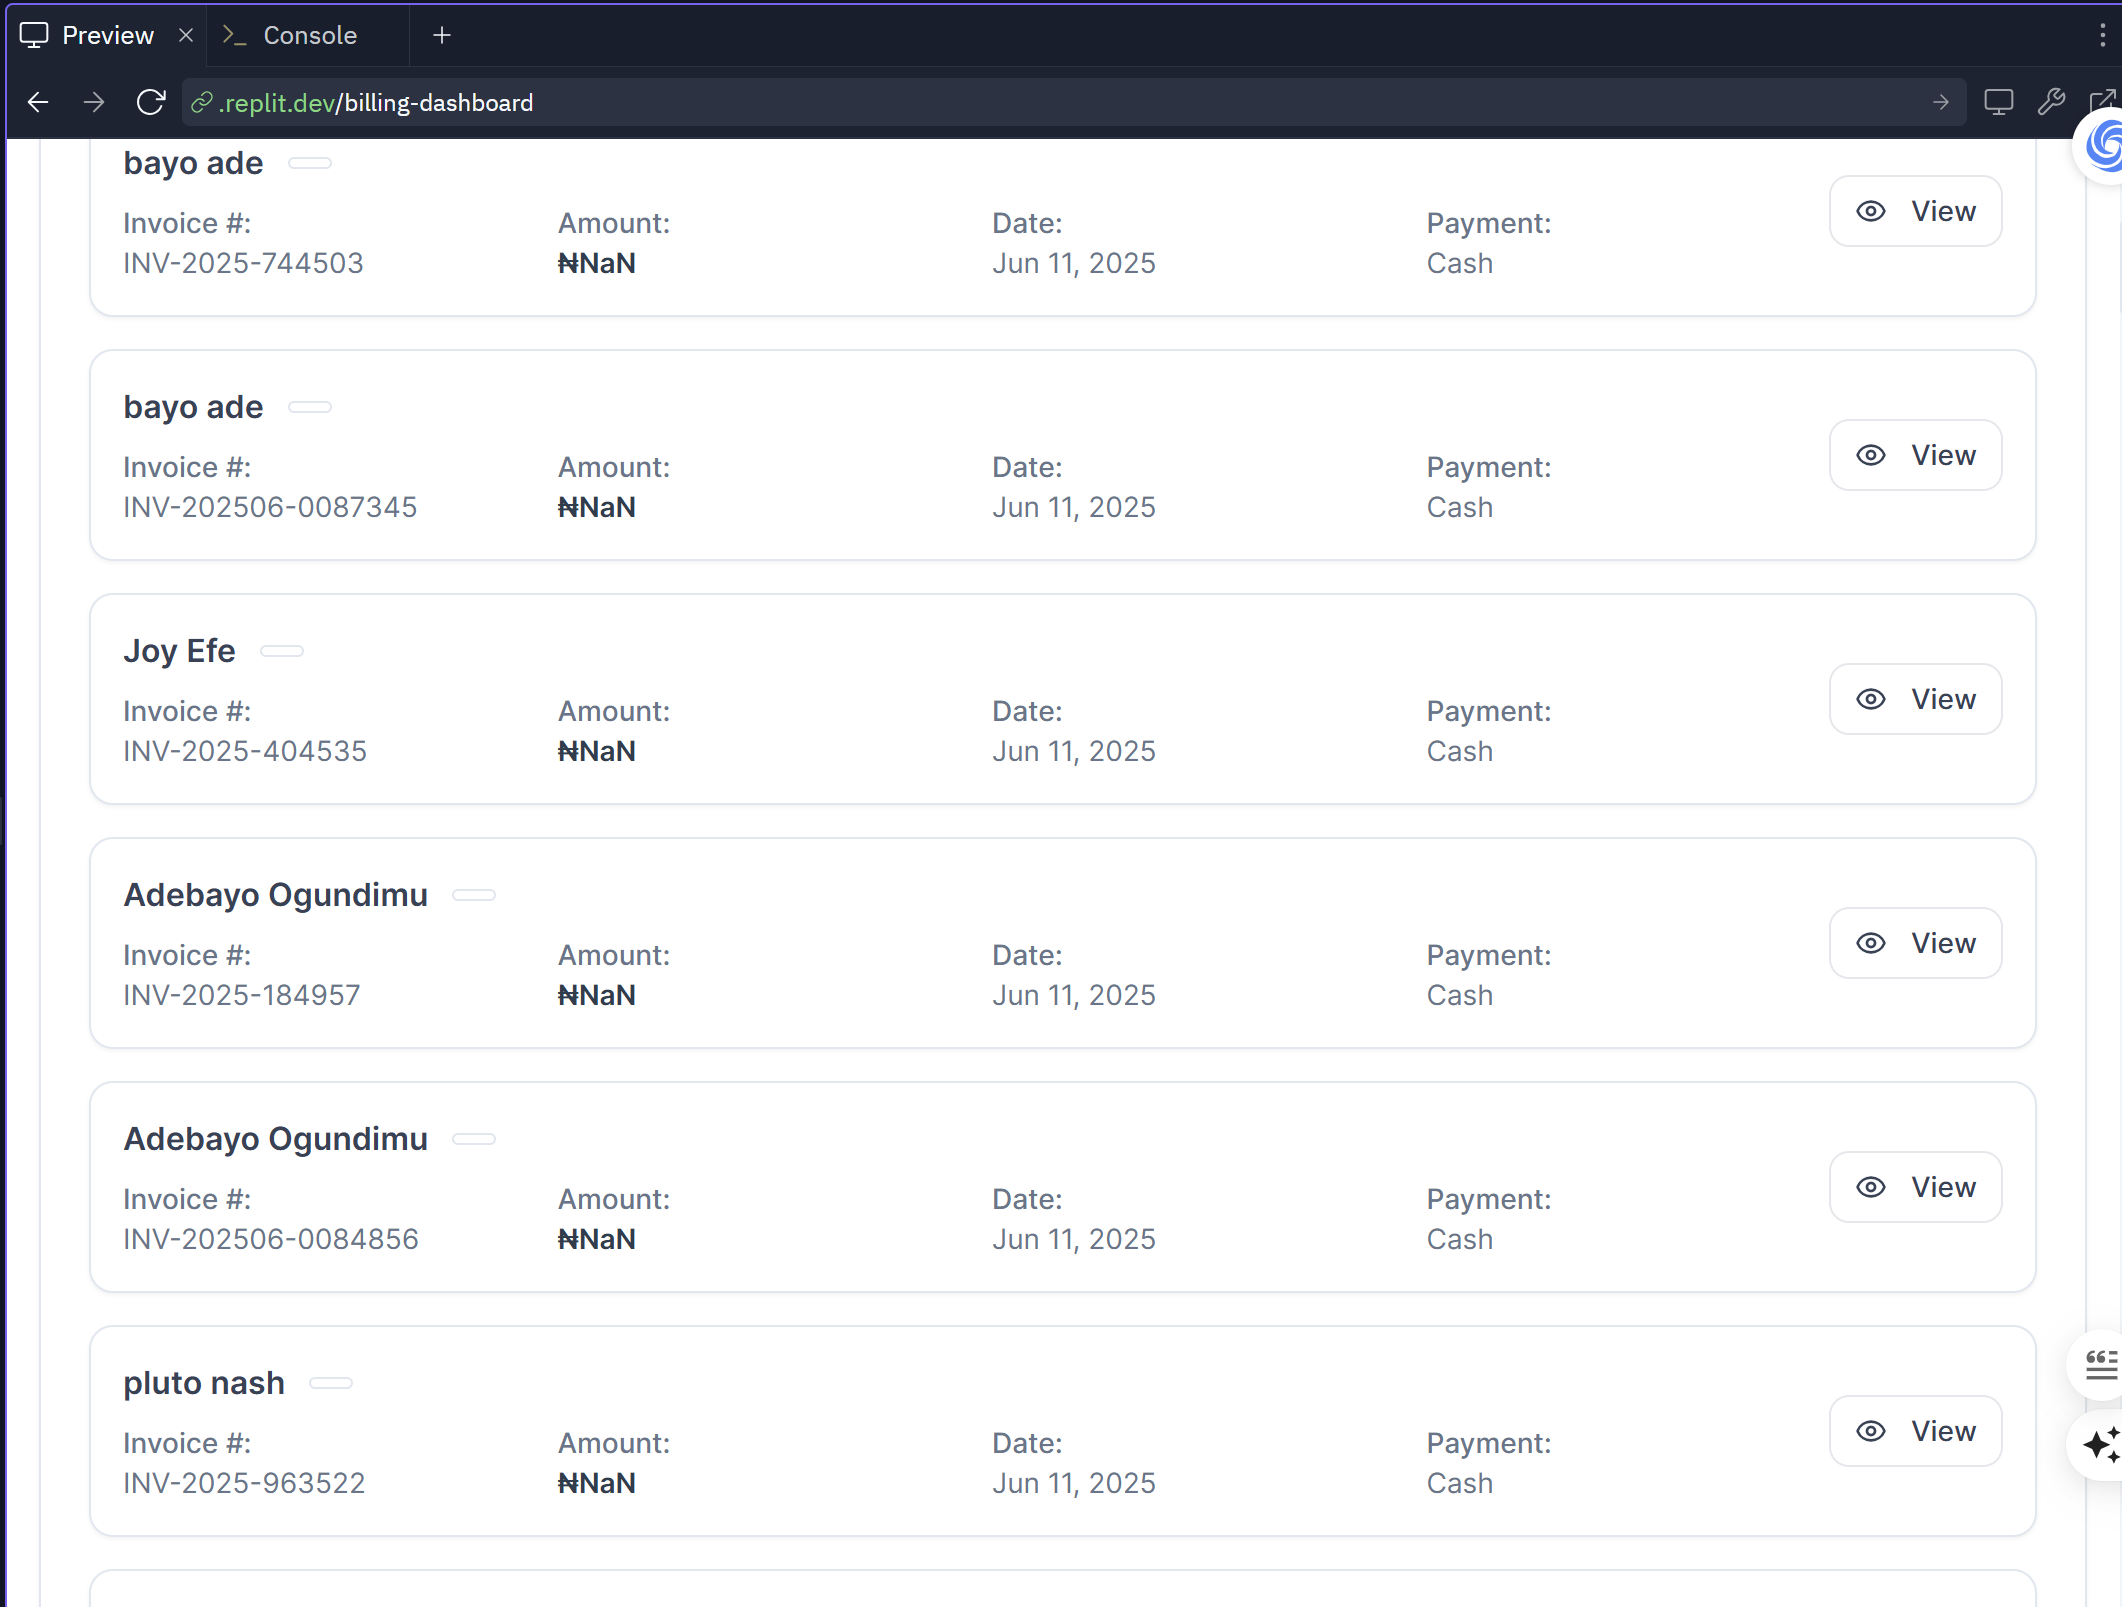 Preview
Console
.replit.dev/billing-dashboard
bayo ade
View
Invoice #: Amount: Date: Payment:
INV-2025-744503 ₦NaN Jun 11, 2025 Cash
bayo ade
View
Invoice #: Amount: Date: Payment:
INV-202506-0087345 ₦NaN Jun 11, 2025 Cash
Joy Efe
View
Invoice #: Amount: Date: Payment:
INV-2025-404535 ₦NaN Jun 11, 2025 Cash
Adebayo Ogundimu
View
Invoice #: Amount: Date: Payment:
INV-2025-184957 ₦NaN Jun 11, 2025 Cash
Adebayo Ogundimu
View
Invoice #: Amount: Date: Payment:
INV-202506-0084856 ₦NaN Jun 11, 2025 Cash
pluto nash
View
Invoice #: Amount: Date: Payment:
INV-2025-963522 ₦NaN Jun 11, 2025 Cash